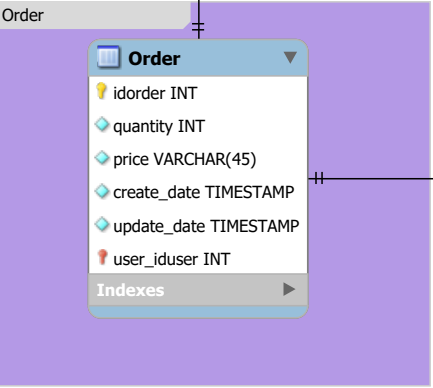 Order
Order
idorder INT
quantity INT
price VARCHAR(45)
create_date TIMESTAMP
update_date TIMESTAMP
user_iduser INT
Indexes